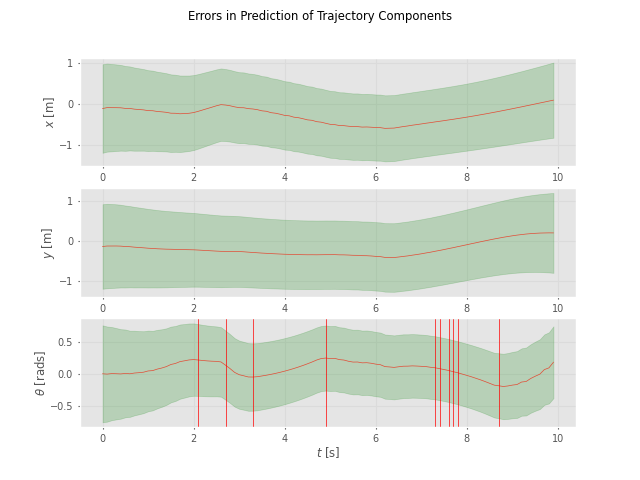 Errors in Prediction of Trajectory Components
1
0
−1
x [m]
0 2 4 6 8 10
1
0
−1
y [m]
0 2 4 6 8 10
0.5
0.0
−0.5
θ [rads]
0 2 4 6 8 10
t [s]